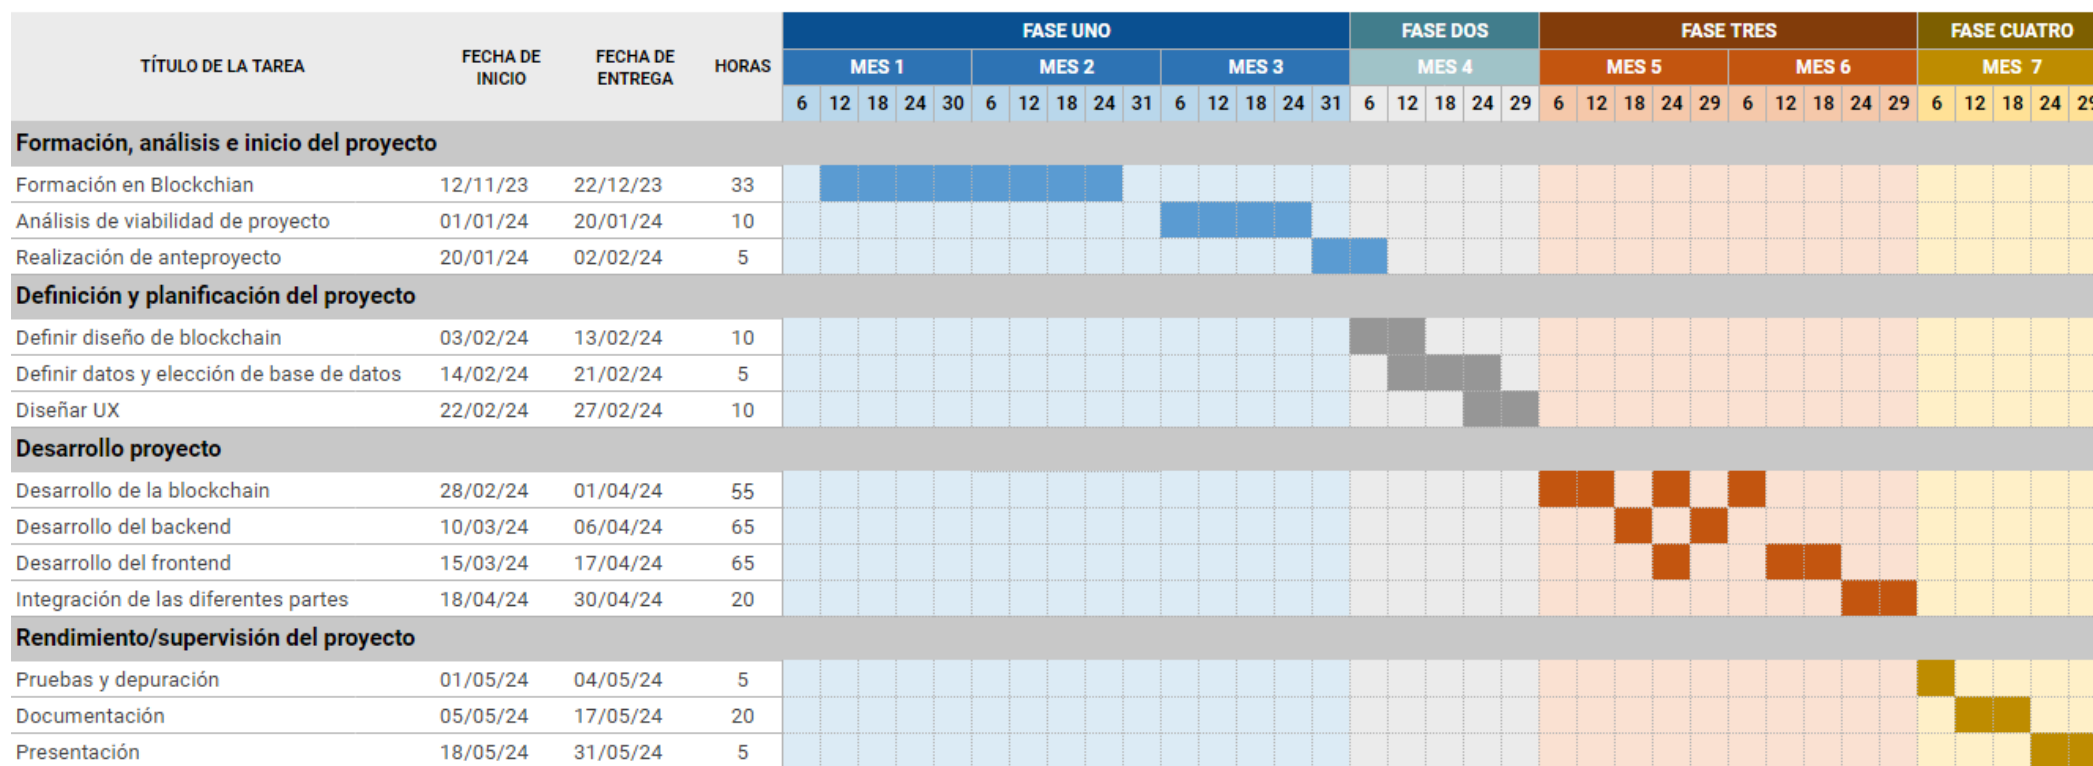 FASE UNO FASE DOS FASE TRES FASE CUATRO
TÍTULO DE LA TAREA FECHA DE INICIO FECHA DE ENTREGA HORAS MES 1 MES 2 MES 3 MES 4 MES 5 MES 6 MES 7
6 12 18 24 30 6 12 18 24 31 6 12 18 24 31 6 12 18 24 29 6 12 18 24 29 6 12 18 24 29 6 12 18 24 29
Formación, análisis e inicio del proyecto
Formación en Blockchian 12/11/23 22/12/23 33
Análisis de viabilidad de proyecto 01/01/24 20/01/24 10
Realización de anteproyecto 20/01/24 02/02/24 5
Definición y planificación del proyecto
Definir diseño de blockchain 03/02/24 13/02/24 10
Definir datos y elección de base de datos 14/02/24 21/02/24 5
Diseñar UX 22/02/24 27/02/24 10
Desarrollo proyecto
Desarrollo de la blockchain 28/02/24 01/04/24 55
Desarrollo del backend 10/03/24 06/04/24 65
Desarrollo del frontend 15/03/24 17/04/24 65
Integración de las diferentes partes 18/04/24 30/04/24 20
Rendimiento/supervisión del proyecto
Pruebas y depuración 01/05/24 04/05/24 5
Documentación 05/05/24 17/05/24 20
Presentación 18/05/24 31/05/24 5